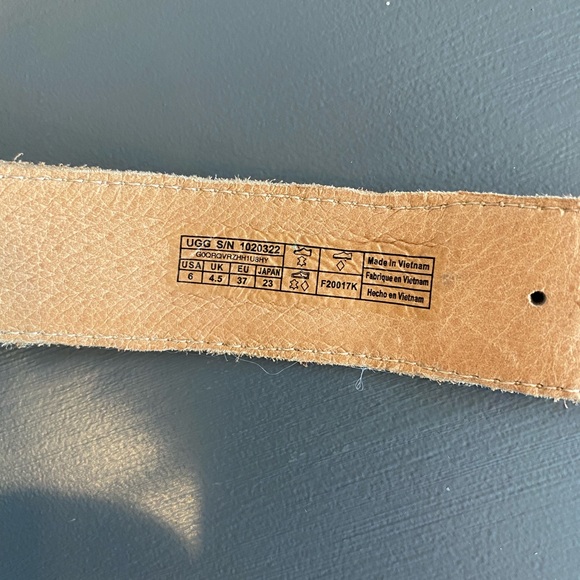 UGG S/N 1020322
USA UK EU JAPAN
6 4.5 37 23
F20017K
Made in Vietnam
Fabriqué en Vietnam
Hecho en Vietnam